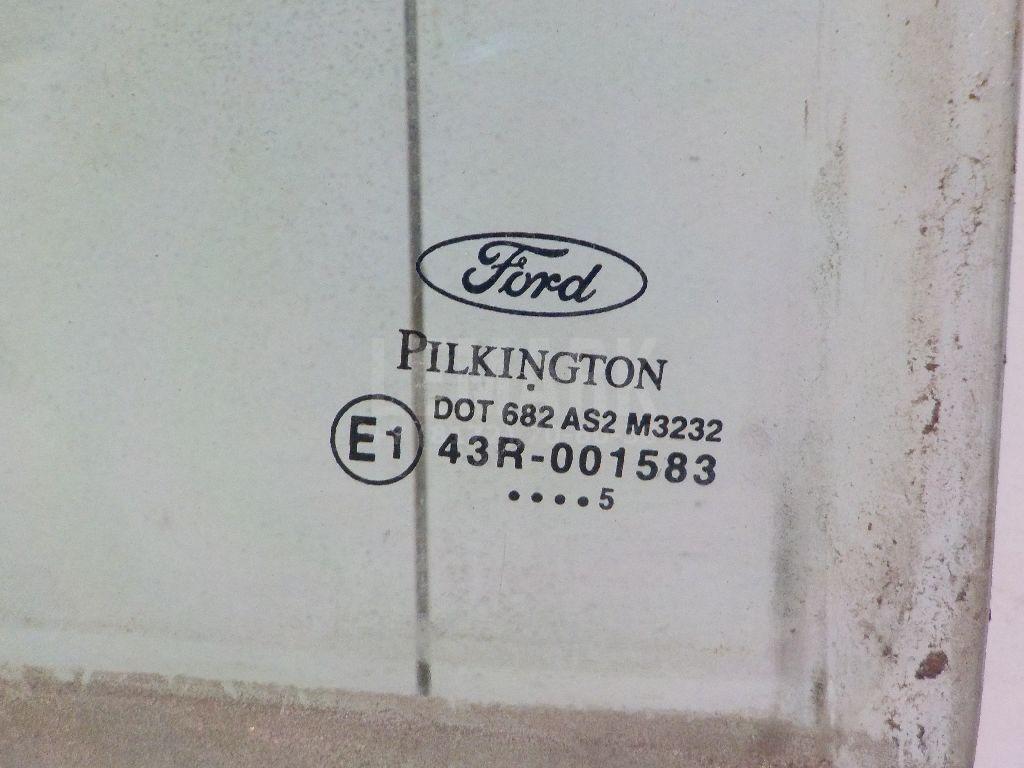 Ford
PILKINGTON
DOT 682 AS2 M3232
E1 43R-001583
....5